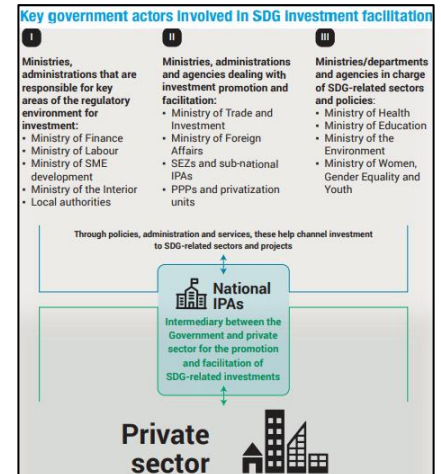 Key government actors involved in SDG investment facilitation
I
Ministries,
administrations that are
responsible for key
areas of the regulatory
environment for
investment:
• Ministry of Finance
• Ministry of Labour
• Ministry of SME
development
• Ministry of the Interior
• Local authorities
II
Ministries, administrations
and agencies dealing with
investment promotion and
facilitation:
• Ministry of Trade and
Investment
• Ministry of Foreign
Affairs
• SEZs and sub-national
IPAs
• PPPs and privatization
units
III
Ministries/departments
and agencies in charge
of SDG-related sectors
and policies:
• Ministry of Health
• Ministry of Education
• Ministry of the
Environment
• Ministry of Women,
Gender Equality and
Youth
Through policies, administration and services, these help channel investment
to SDG-related sectors and projects
National
IPAs
Intermediary between the
Government and private
sector for the promotion
and facilitation of
SDG-related investments
Private
sector